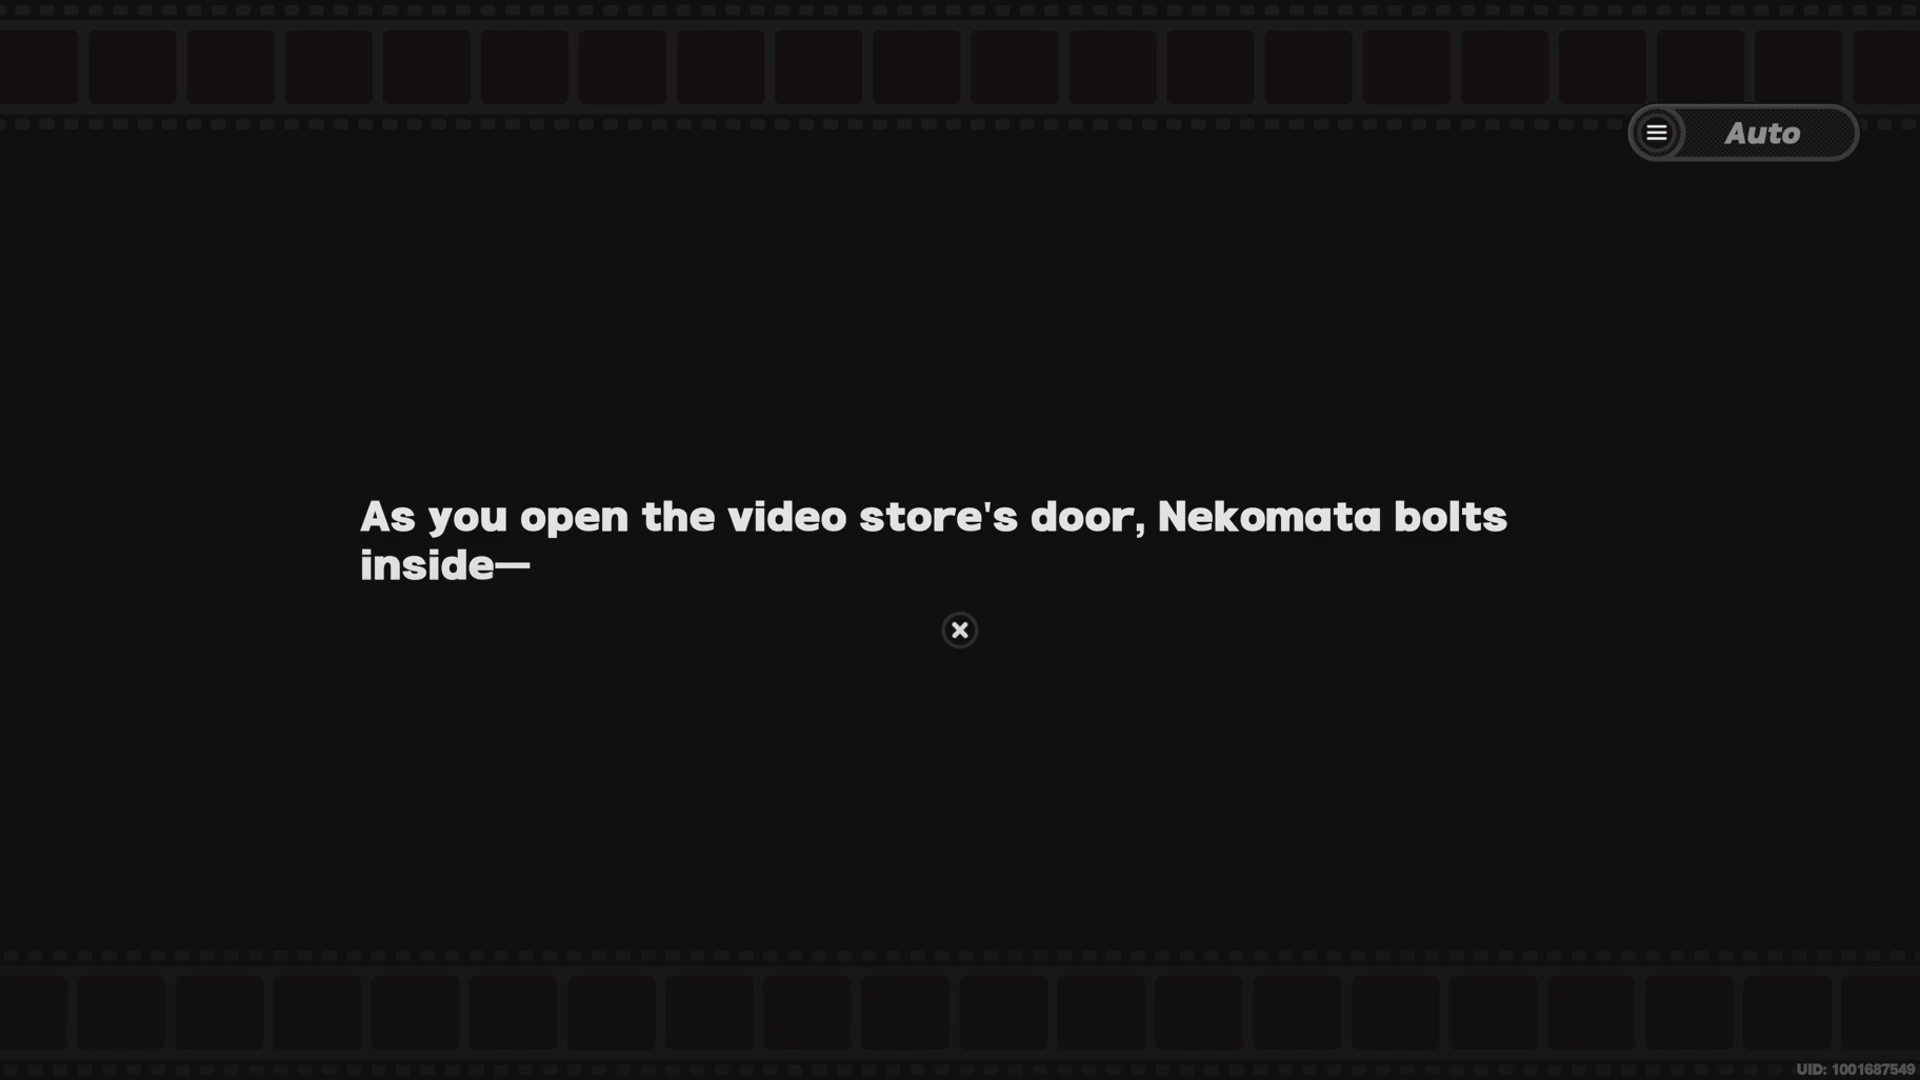 Auto
As you open the video store's door, Nekomata bolts
inside—
UID: 1001687549